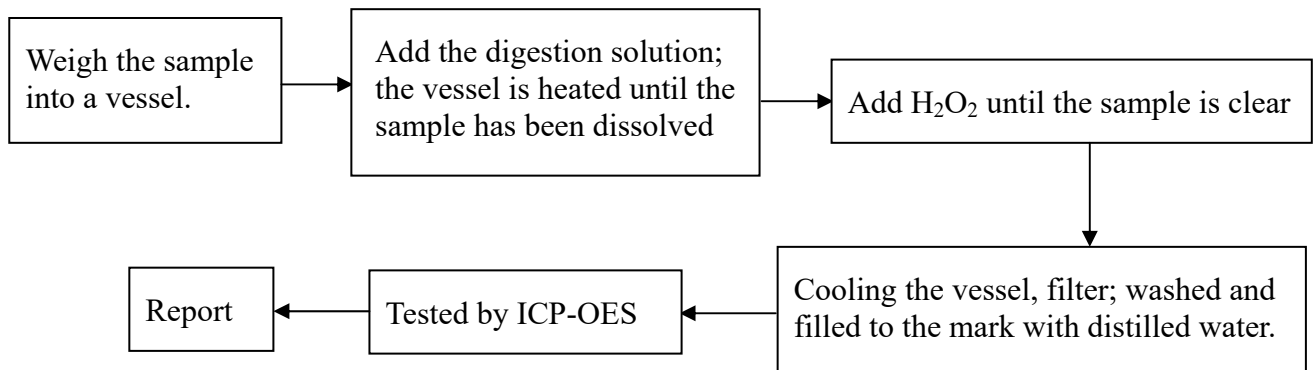 Weigh the sample
into a vessel.
Add the digestion solution;
the vessel is heated until the
sample has been dissolved
Add H₂O₂ until the sample is clear
Cooling the vessel, filter; washed and
filled to the mark with distilled water.
Tested by ICP-OES
Report